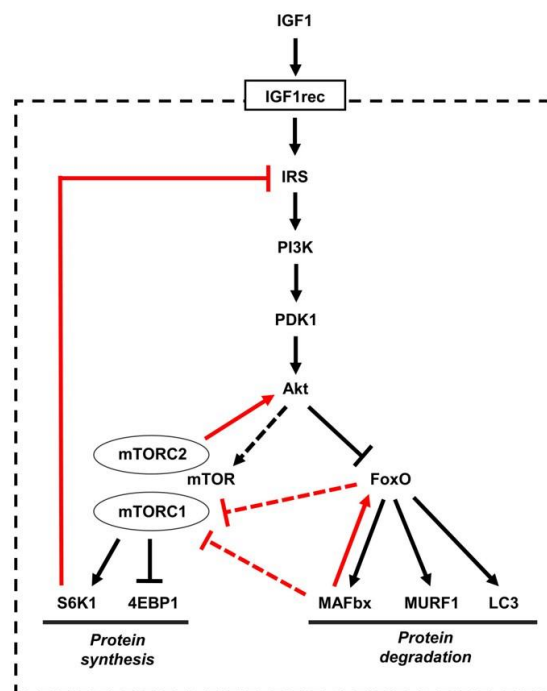 IGF1
IGF1rec
IRS
PI3K
PDK1
Akt
mTORC2
mTOR
FoxO
mTORC1
S6K1
4EBP1
MAFbx
MURF1
LC3
Protein
synthesis
Protein
degradation